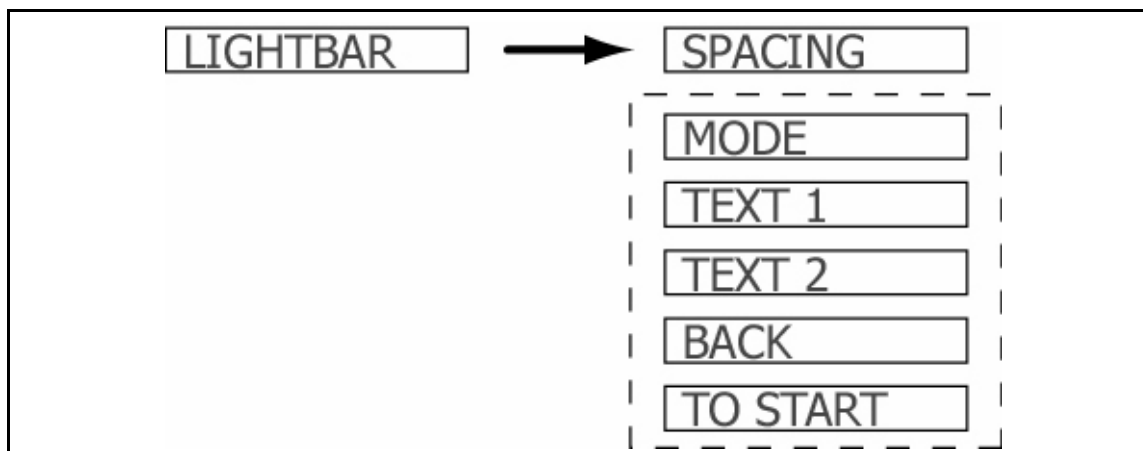 LIGHTBAR
SPACING
MODE
TEXT 1
TEXT 2
BACK
TO START